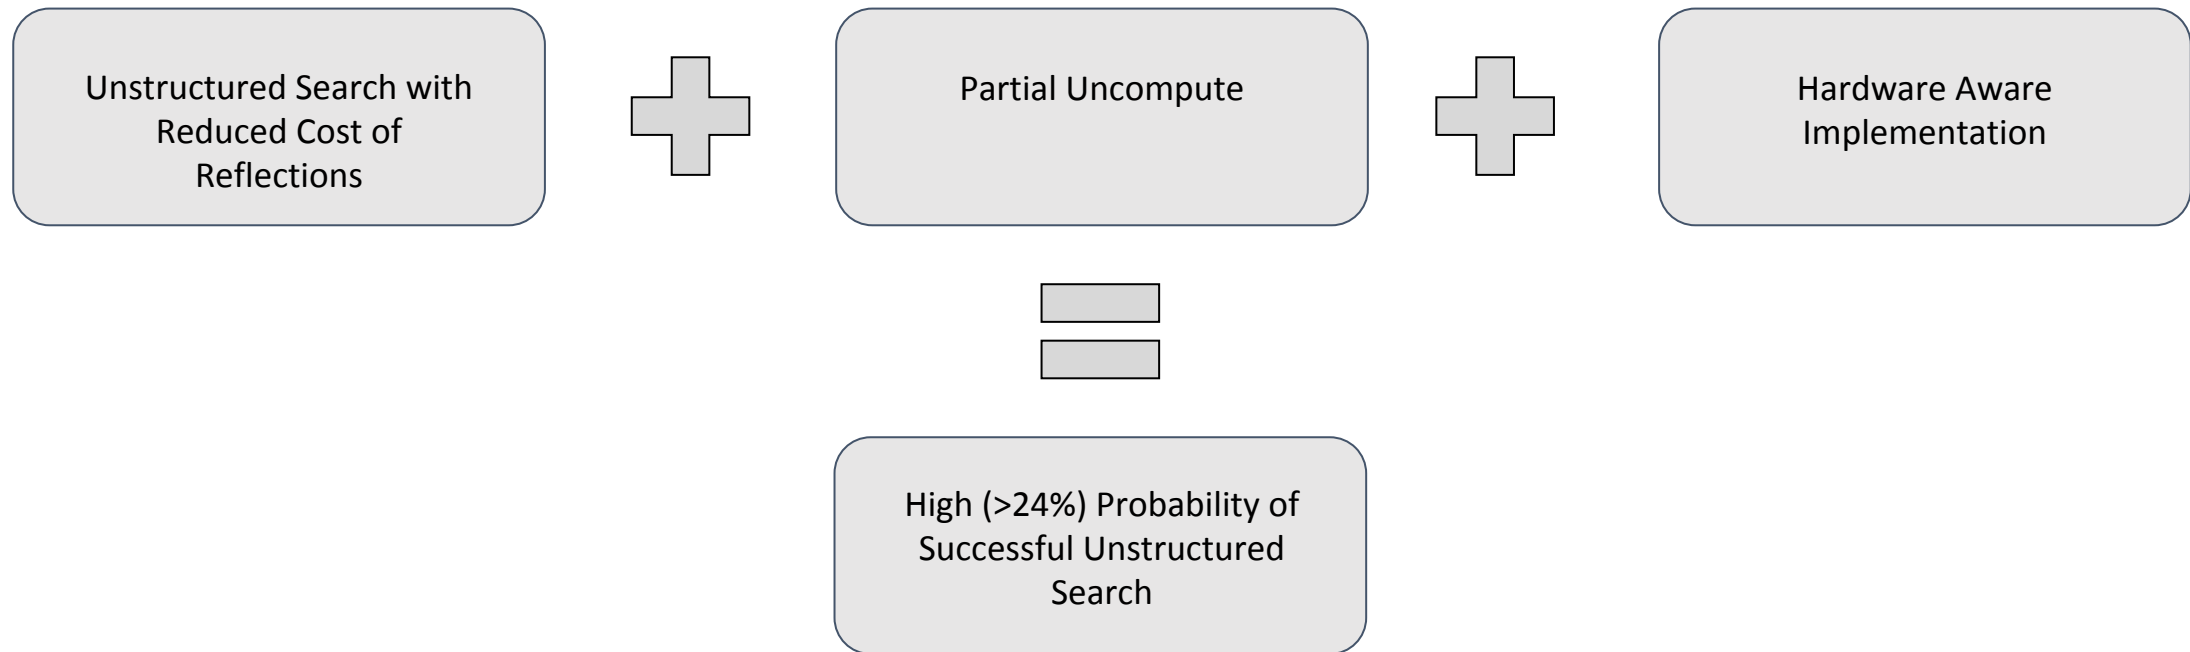 Unstructured Search with
Reduced Cost of
Reflections
Partial Uncompute
Hardware Aware
Implementation
High (>24%) Probability of
Successful Unstructured
Search